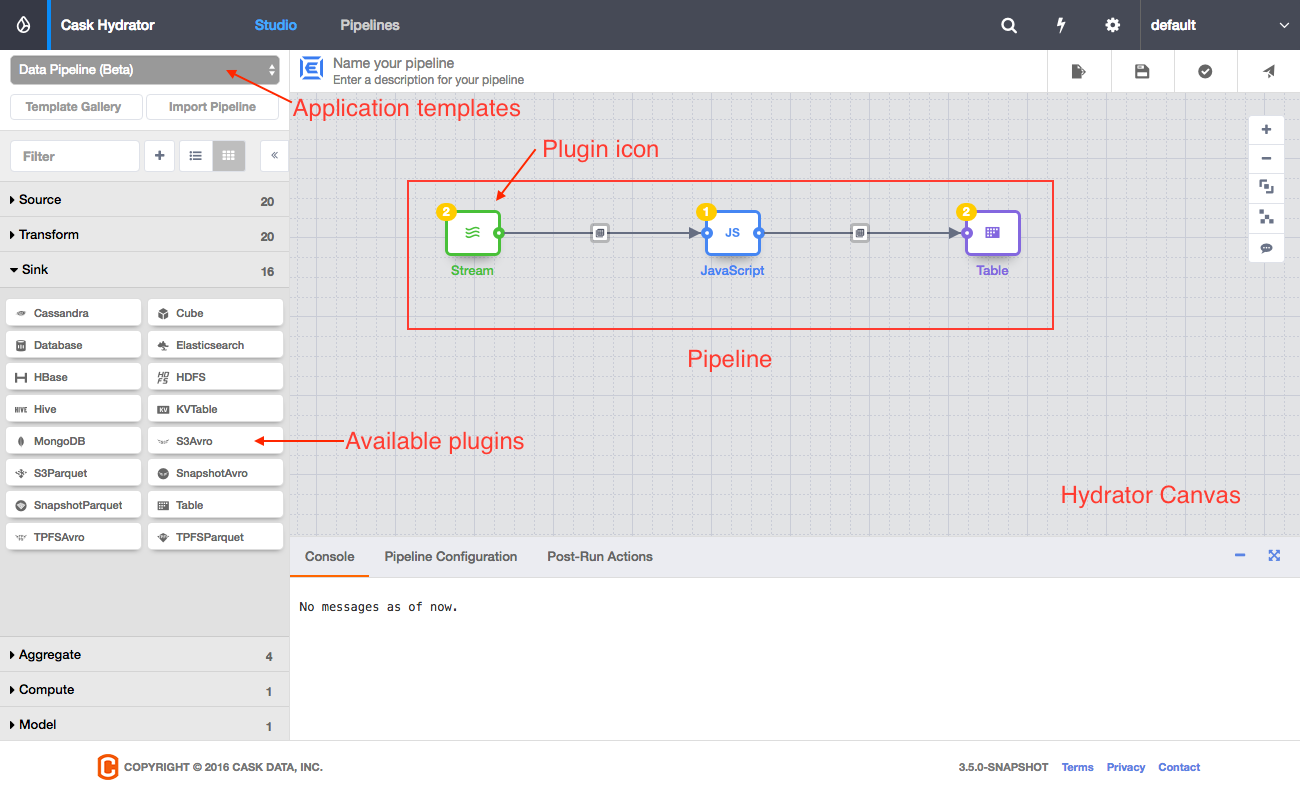 Cask Hydrator
Studio
Pipelines
default
Data Pipeline (Beta)
Template Gallery
Import Pipeline
Name your pipeline
Enter a description for your pipeline
Application templates
Filter
Plugin icon
Source 20
Transform 20
Sink 16
2
1
2
JS
Stream
JavaScript
Table
Pipeline
Cassandra
Cube
Database
Elasticsearch
HBase
HDFS
HDFS
HIVE
Hive
KV
KVTable
MongoDB
S3Avro
Available plugins
S3Parquet
SnapshotAvro
SnapshotParquet
Table
TPFSAvro
TPFSParquet
Hydrator Canvas
Console
Pipeline Configuration
Post-Run Actions
No messages as of now.
Aggregate 4
Compute 1
Model 1
COPYRIGHT © 2016 CASK DATA, INC.
3.5.0-SNAPSHOT
Terms
Privacy
Contact